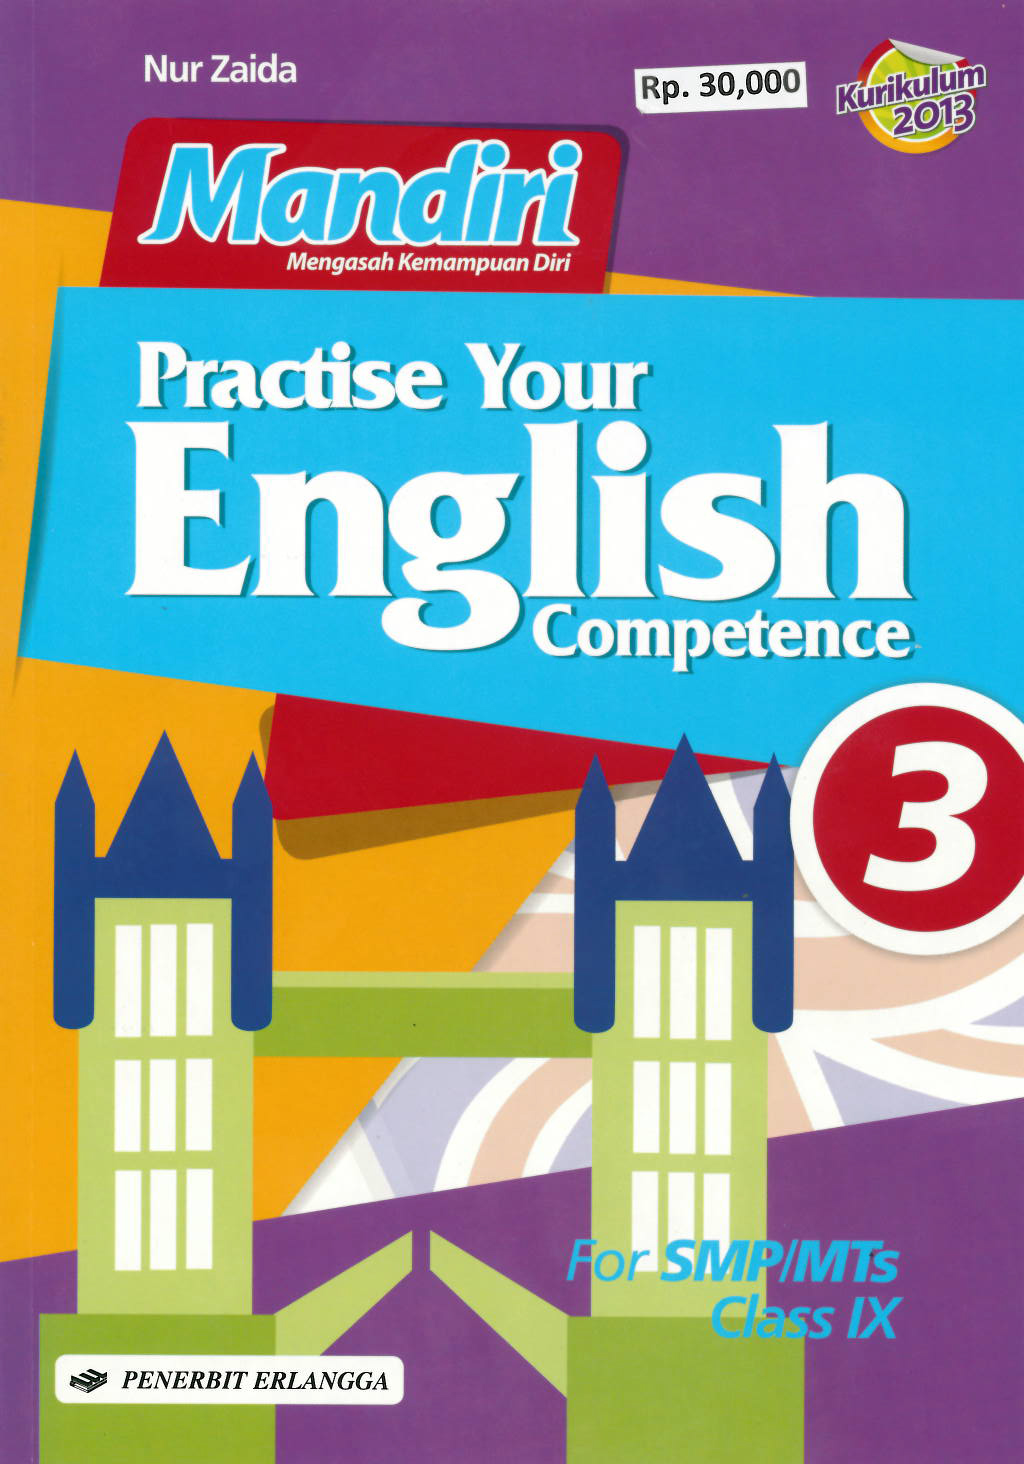 Nur Zaida
Rp. 30,000
Kurikulum
2013
Mandiri
Mengasah Kemampuan Diri
Practise Your
English
Competence
3
For SMP/MTs
Class IX
PENERBIT ERLANGGA